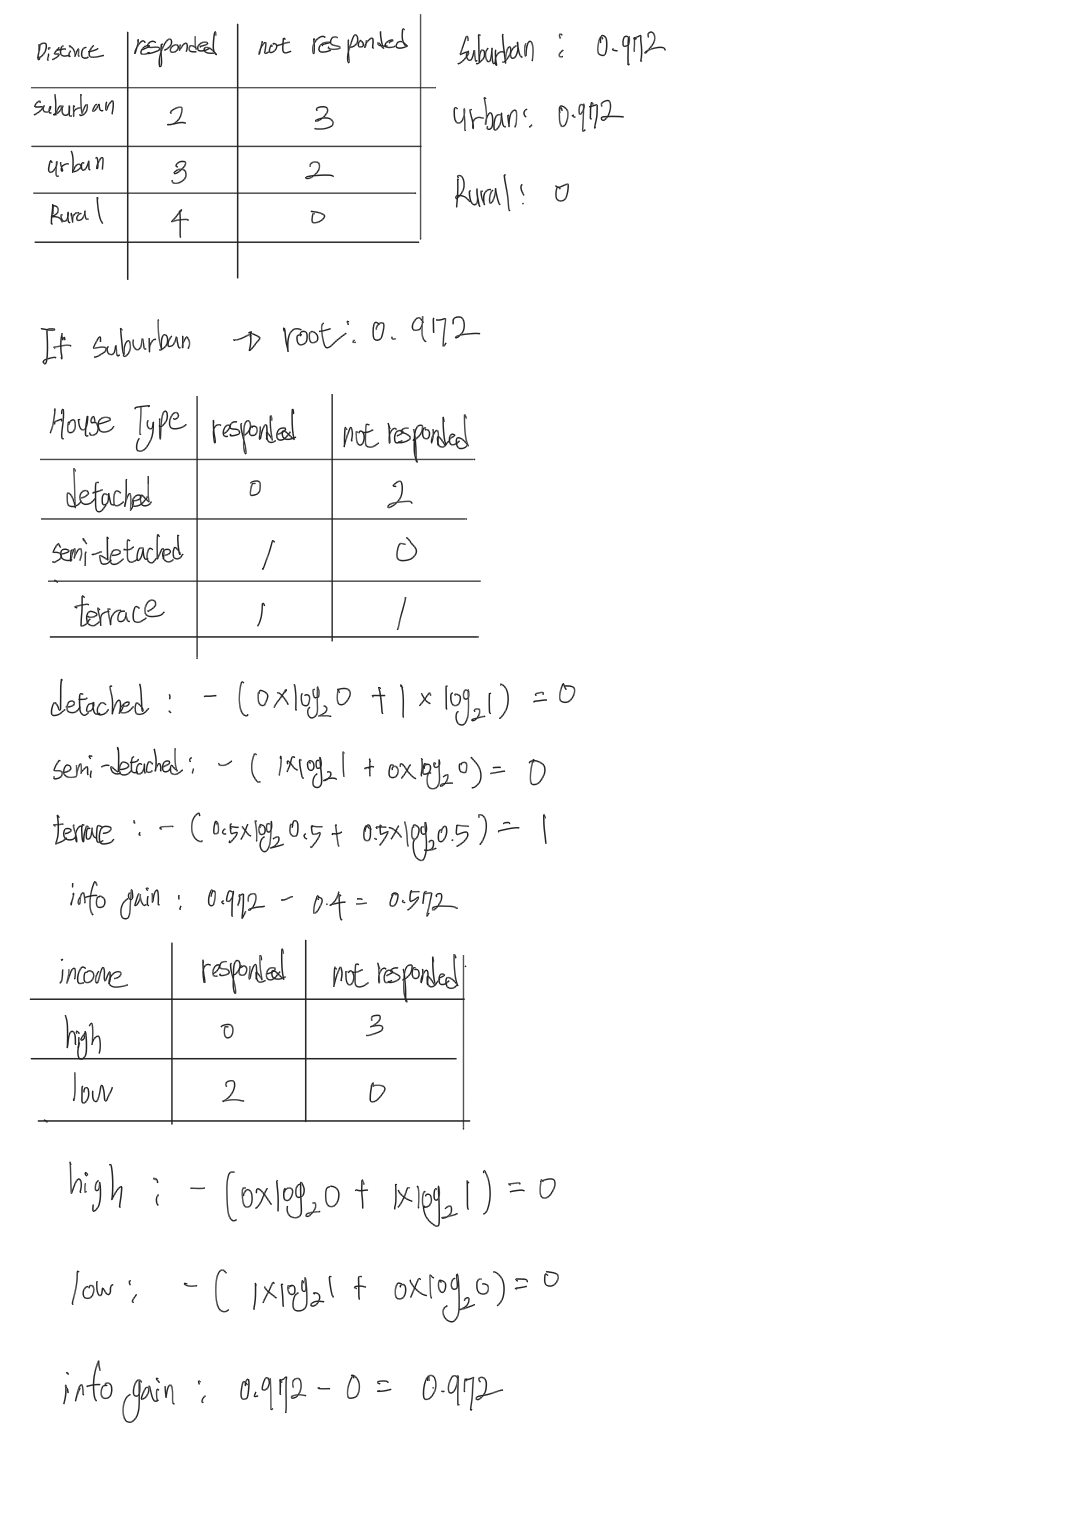 Distinct responded not responded
suburban 2 3
urban 3 2
Rural 4 0
Suburban : 0.972
urban : 0.972
Rural : 0
If suburban → root : 0.972
House Type responded not responded
detached 0 2
semi-detached 1 0
terrace 1 1
detached : - (0×log₂0 + 1 × log₂1) = 0
semi-detached : - (1×log₂1 + 0×log₂0) = 0
terrace : - (0.5×log₂0.5 + 0.5×log₂0.5) = 1
info gain : 0.972 - 0.4 = 0.572
income responded not responded
high 0 3
low 2 0
high : - (0×log₂0 + 1×log₂1) = 0
low : - (1×log₂1 + 0×log₂0) = 0
info gain : 0.972 - 0 = 0.972